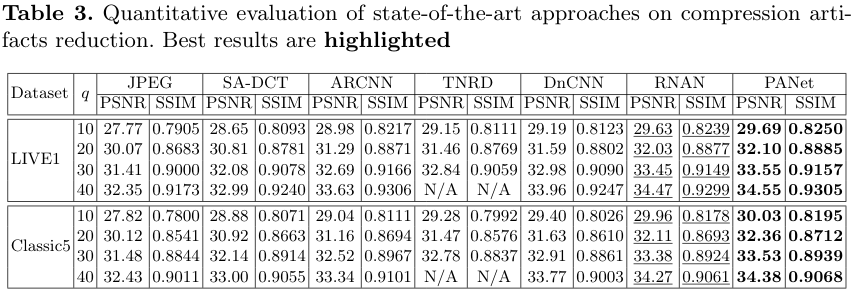 Table 3. Quantitative evaluation of state-of-the-art approaches on compression arti-
facts reduction. Best results are highlighted
Dataset q JPEG SA-DCT ARCNN TNRD DnCNN RNAN PANet
PSNR SSIM PSNR SSIM PSNR SSIM PSNR SSIM PSNR SSIM PSNR SSIM PSNR SSIM
LIVE1
10 27.77 0.7905 28.65 0.8093 28.98 0.8217 29.15 0.8111 29.19 0.8123 29.63 0.8239 29.69 0.8250
20 30.07 0.8683 30.81 0.8781 31.29 0.8871 31.46 0.8769 31.59 0.8802 32.03 0.8877 32.10 0.8885
30 31.41 0.9000 32.08 0.9078 32.69 0.9166 32.84 0.9059 32.98 0.9090 33.45 0.9149 33.55 0.9157
40 32.35 0.9173 32.99 0.9240 33.63 0.9306 N/A N/A 33.96 0.9247 34.47 0.9299 34.55 0.9305
Classic5
10 27.82 0.7800 28.88 0.8071 29.04 0.8111 29.28 0.7992 29.40 0.8026 29.96 0.8178 30.03 0.8195
20 30.12 0.8541 30.92 0.8663 31.16 0.8694 31.47 0.8576 31.63 0.8610 32.11 0.8693 32.36 0.8712
30 31.48 0.8844 32.14 0.8914 32.52 0.8967 32.78 0.8837 32.91 0.8861 33.38 0.8924 33.53 0.8939
40 32.43 0.9011 33.00 0.9055 33.34 0.9101 N/A N/A 33.77 0.9003 34.27 0.9061 34.38 0.9068